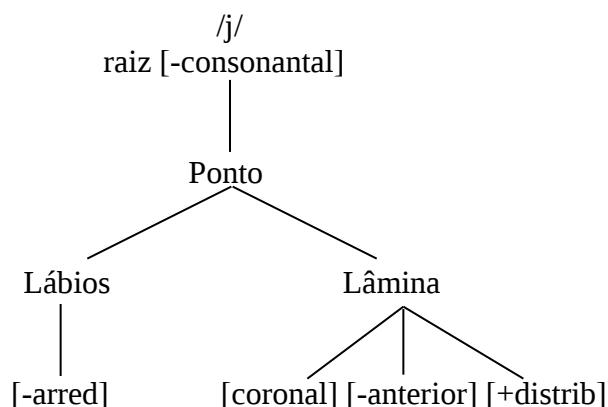 /j/
raiz [-consonantal]
Ponto
Lábios Lâmina
[-arred] [coronal] [-anterior] [+distrib]